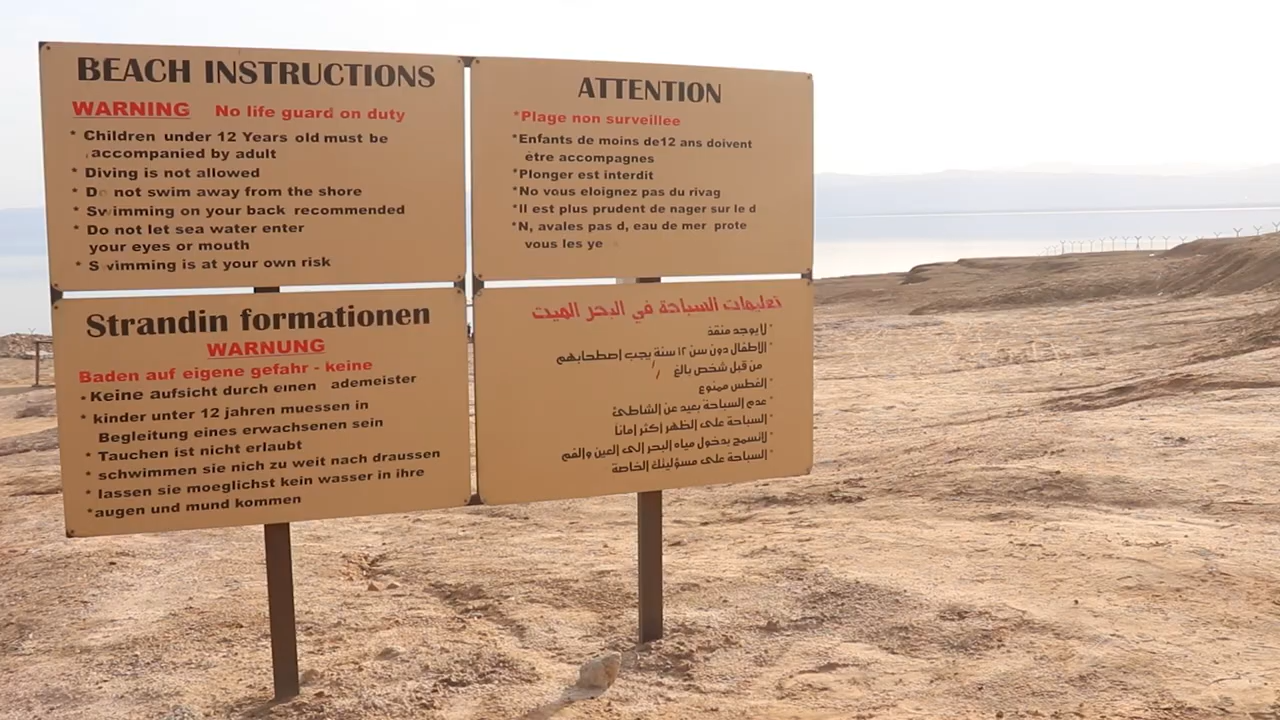 BEACH INSTRUCTIONS
WARNING No life guard on duty
* Children under 12 Years old must be
accompanied by adult
* Diving is not allowed
* Do not swim away from the shore
* Swimming on your back recommended
* Do not let sea water enter
your eyes or mouth
* Swimming is at your own risk
ATTENTION
*Plage non surveillee
*Enfants de moins de12 ans doivent
être accompagnes
*Plonger est interdit
*No vous eloignez pas du rivag
*Il est plus prudent de nager sur le d
*N, avales pas d, eau de mer prote
vous les ye
Strandin formationen
WARNUNG
Baden auf eigene gefahr - keine
* Keine aufsicht durch einen ademeister
* kinder unter 12 jahren muessen in
Begleitung eines erwachsenen sein
* Tauchen ist nicht erlaubt
* schwimmen sie nich zu weit nach draussen
* lassen sie moeglichst kein wasser in ihre
*augen und mund kommen
تعليمات السباحة في البحر الميت
* لا يوجد منقذ
* الاطفال دون سن ١٢ سنة يجب إصطحابهم
من قبل شخص بالغ
* الغطس ممنوع
* عدم السباحة بعيد عن الشاطئ
* السباحة على الظهر إكثر إماناً
* لاتسمح بدخول مياه البحر إلى العين والفم
* السباحة على مسؤليتك الخاصة